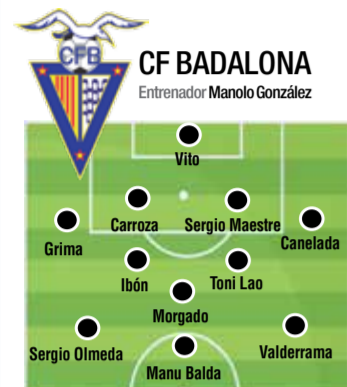 CFB
CF BADALONA
Entrenador Manolo González
Vito
Carroza
Sergio Maestre
Grima
Canelada
Ibón
Toni Lao
Morgado
Sergio Olmeda
Valderrama
Manu Balda